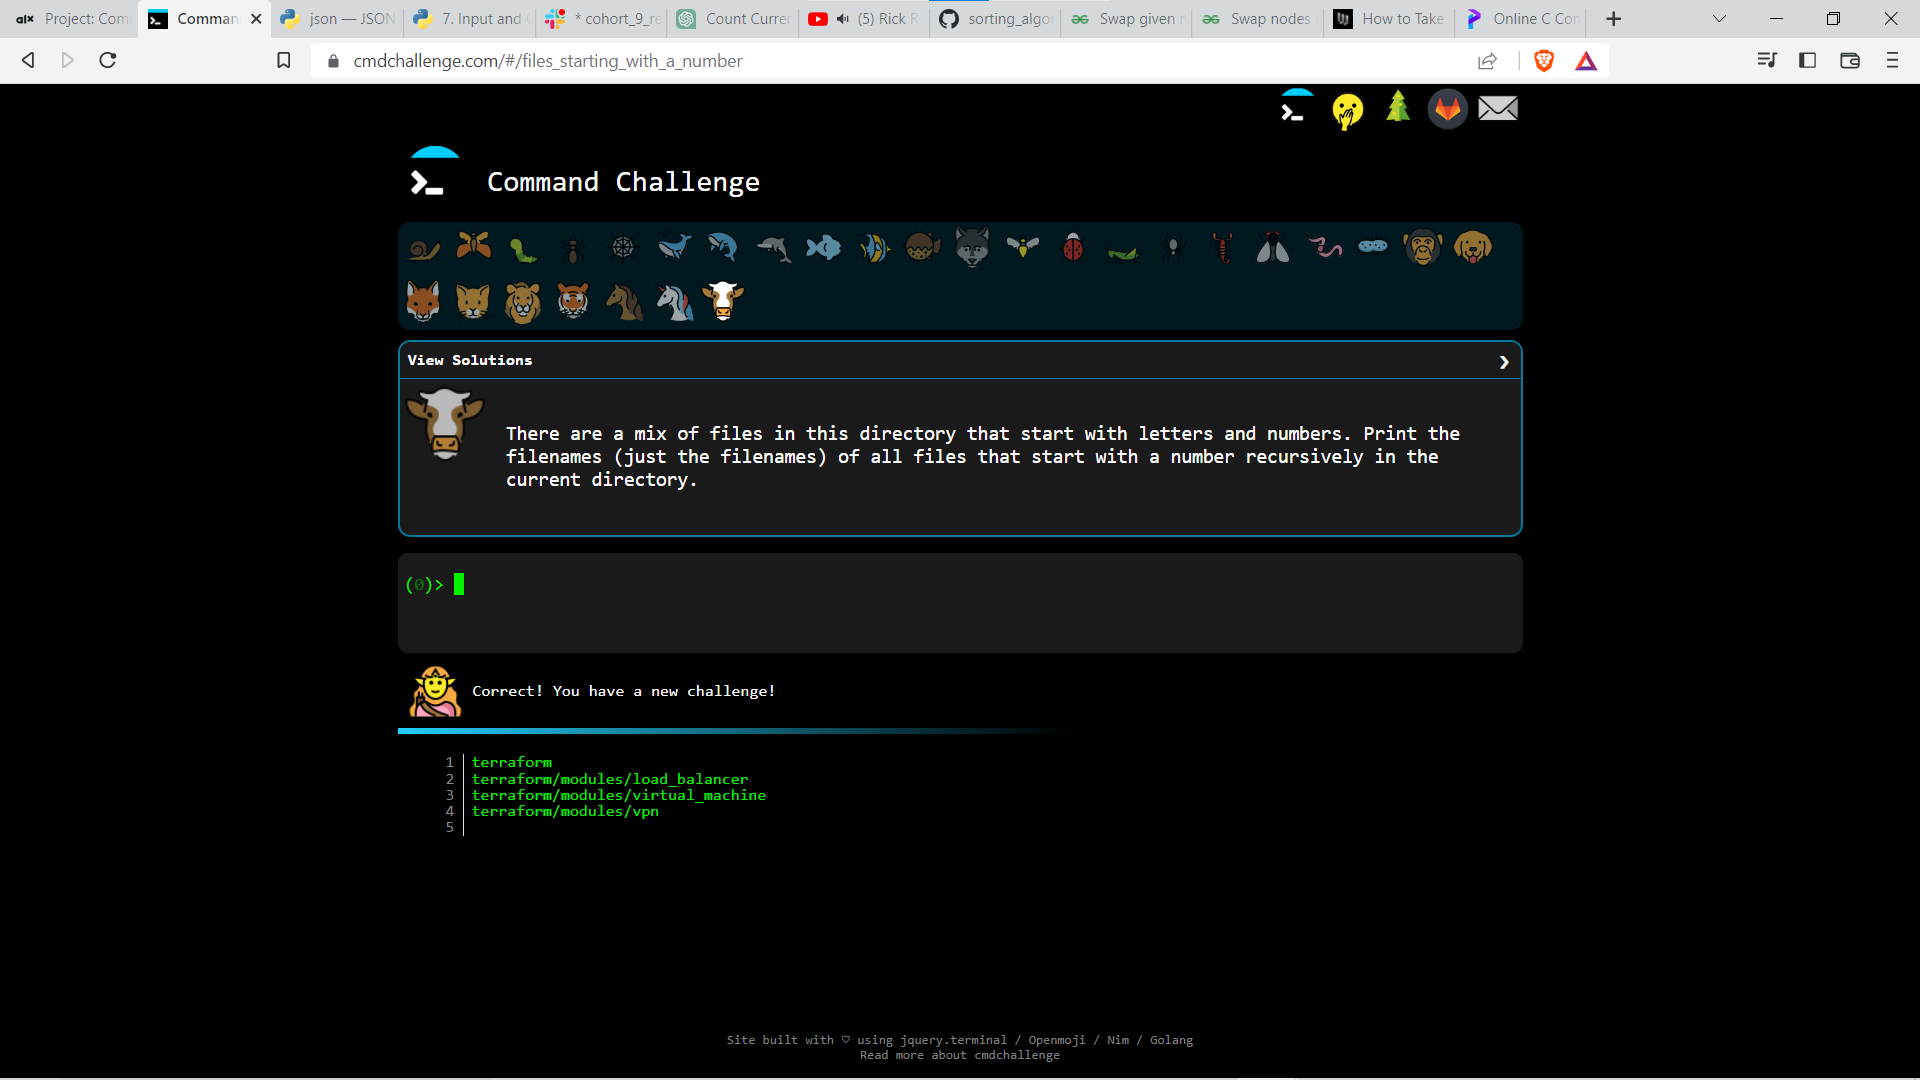 alx Project: Com
Comman
json — JSON
7. Input and
* cohort_9_re
Count Curren
(5) Rick R
sorting_algor
Swap given n
Swap nodes
How to Take
Online C Com
cmdchallenge.com/#/files_starting_with_a_number
Command Challenge
View Solutions
There are a mix of files in this directory that start with letters and numbers. Print the
filenames (just the filenames) of all files that start with a number recursively in the
current directory.
(0)>
Correct! You have a new challenge!
1 terraform
2 terraform/modules/load_balancer
3 terraform/modules/virtual_machine
4 terraform/modules/vpn
5
Site built with ♡ using jquery.terminal / Openmoji / Nim / Golang
Read more about cmdchallenge